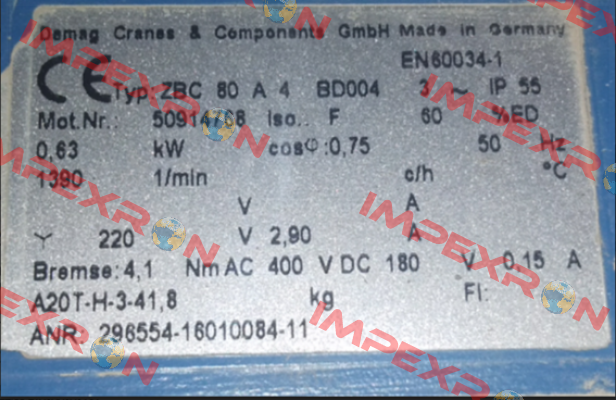 Demag Cranes & Components GmbH Made in Germany
EN60034-1
CE Typ: ZBC 80 A 4 BD004 3 ~ IP 55
Mot.Nr.: 50914768 Iso.. F 60 %ED
0,63 kW cosφ:0,75 50 Hz
1390 1/min c/h °C
V A
Y 220 V 2,90 A
Bremse: 4,1 Nm AC 400 V DC 180 V 0,15 A
A20T-H-3-41,8 kg FI:
ANR: 296554-16010084-11
IMPEXRON
IMPEXRON
IMPEXRON
IMPEXRON
IMPEXRON